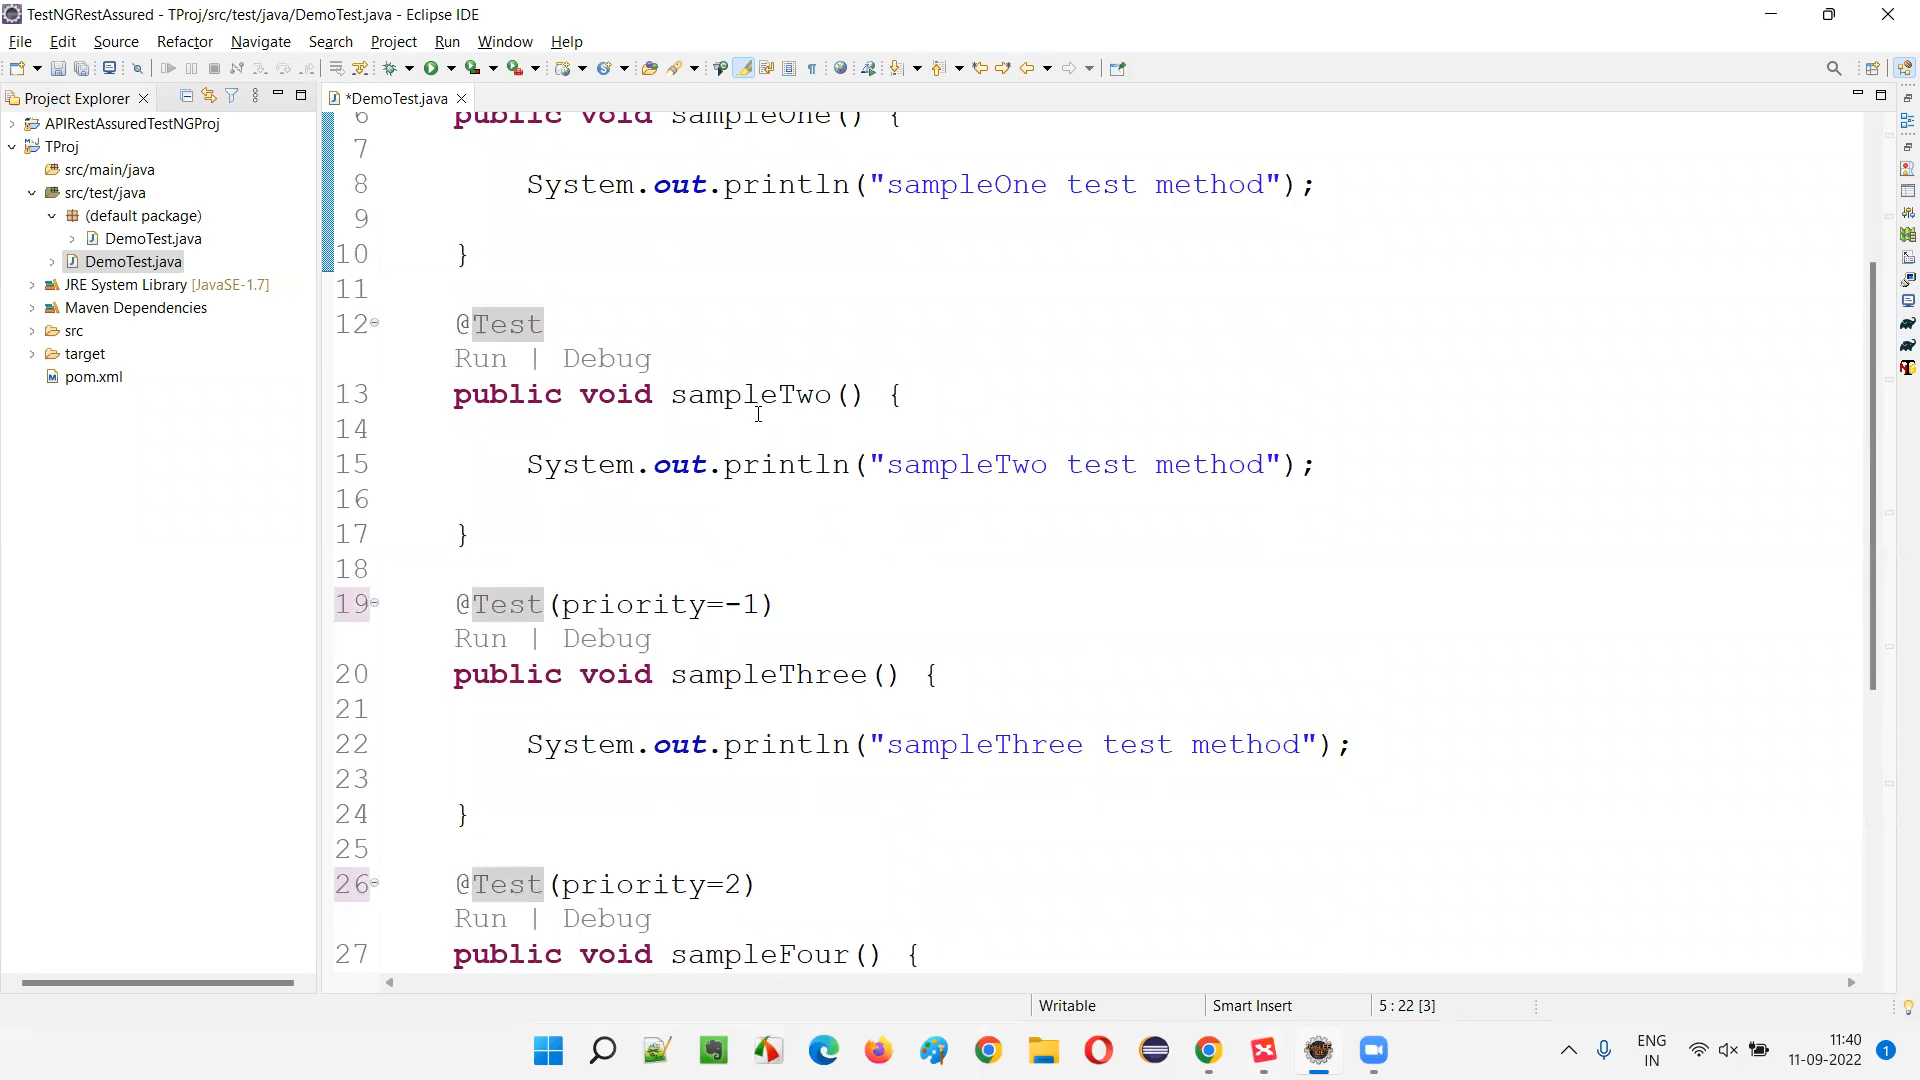 TestNGRestAssured - TProj/src/test/java/DemoTest.java - Eclipse IDE
File Edit Source Refactor Navigate Search Project Run Window Help
Project Explorer
*DemoTest.java
APIRestAssuredTestNGProj
TProj
src/main/java
src/test/java
(default package)
DemoTest.java
DemoTest.java
JRE System Library [JavaSE-1.7]
Maven Dependencies
src
target
pom.xml
6 public void sampleOne() {
7
8 System.out.println("sampleOne test method");
9
10 }
11
12 @Test
Run | Debug
13 public void sampleTwo() {
14
15 System.out.println("sampleTwo test method");
16
17 }
18
19 @Test(priority=-1)
Run | Debug
20 public void sampleThree() {
21
22 System.out.println("sampleThree test method");
23
24 }
25
26 @Test(priority=2)
Run | Debug
27 public void sampleFour() {
Writable Smart Insert 5 : 22 [3]
ENG
IN
11:40
11-09-2022
1